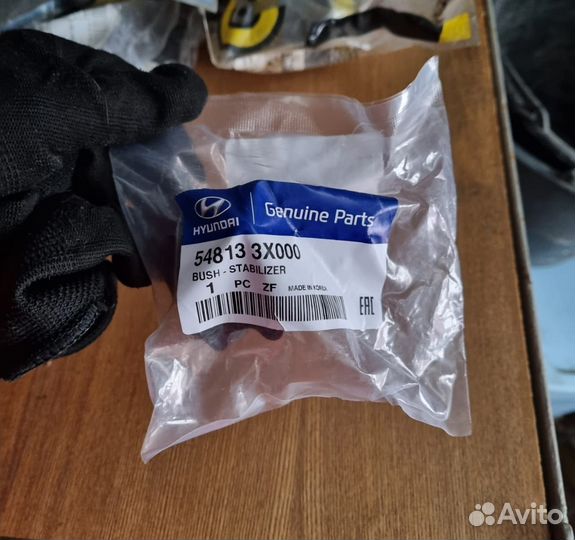 HYUNDAI
Genuine Parts
54813 3X000
BUSH - STABILIZER
1 PC ZF MADE IN KOREA
EAC
Avito